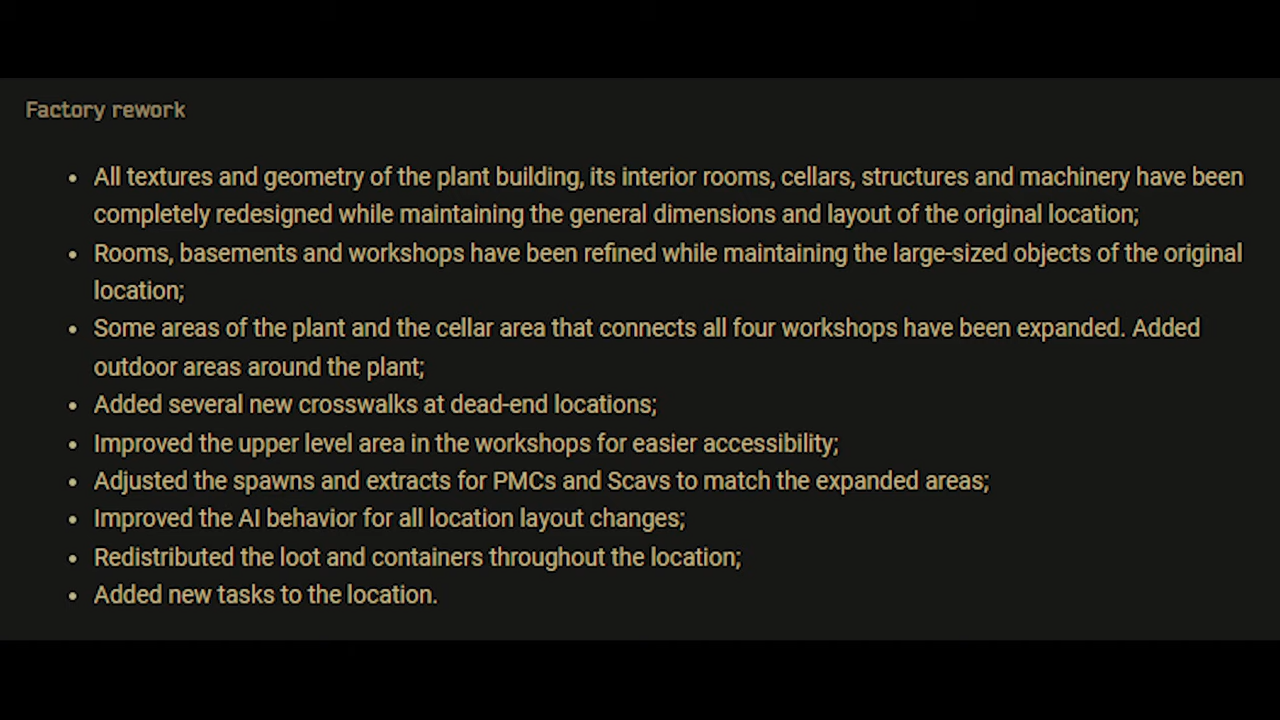 Factory rework
• All textures and geometry of the plant building, its interior rooms, cellars, structures and machinery have been
completely redesigned while maintaining the general dimensions and layout of the original location;
• Rooms, basements and workshops have been refined while maintaining the large-sized objects of the original
location;
• Some areas of the plant and the cellar area that connects all four workshops have been expanded. Added
outdoor areas around the plant;
• Added several new crosswalks at dead-end locations;
• Improved the upper level area in the workshops for easier accessibility;
• Adjusted the spawns and extracts for PMCs and Scavs to match the expanded areas;
• Improved the AI behavior for all location layout changes;
• Redistributed the loot and containers throughout the location;
• Added new tasks to the location.